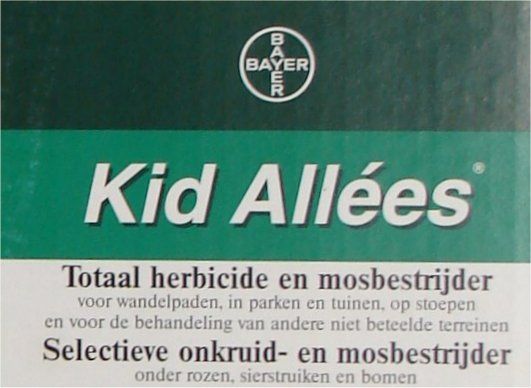 BAYER
BAYER
Kid Allées®
Totaal herbicide en mosbestrijder
voor wandelpaden, in parken en tuinen, op stoepen
en voor de behandeling van andere niet beteelde terreinen
Selectieve onkruid- en mosbestrijder
onder rozen, sierstruiken en bomen